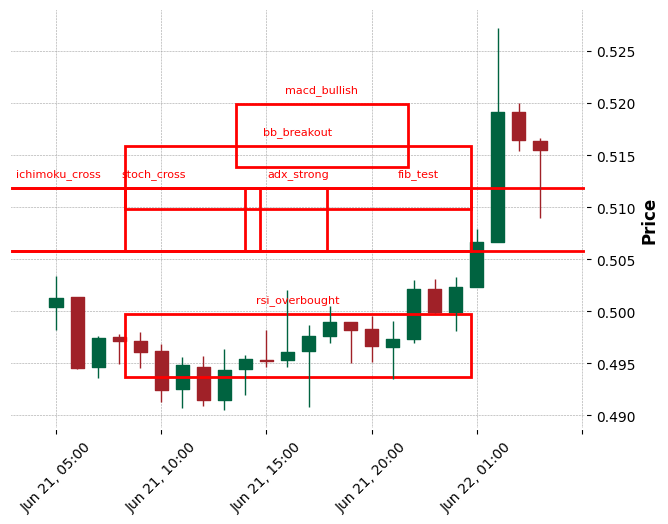 macd_bullish
bb_breakout
ichimoku_cross
stoch_cross
adx_strong
fib_test
rsi_overbought
0.525
0.520
0.515
0.510
0.505
0.500
0.495
0.490
Price
Jun 21, 05:00
Jun 21, 10:00
Jun 21, 15:00
Jun 21, 20:00
Jun 22, 01:00